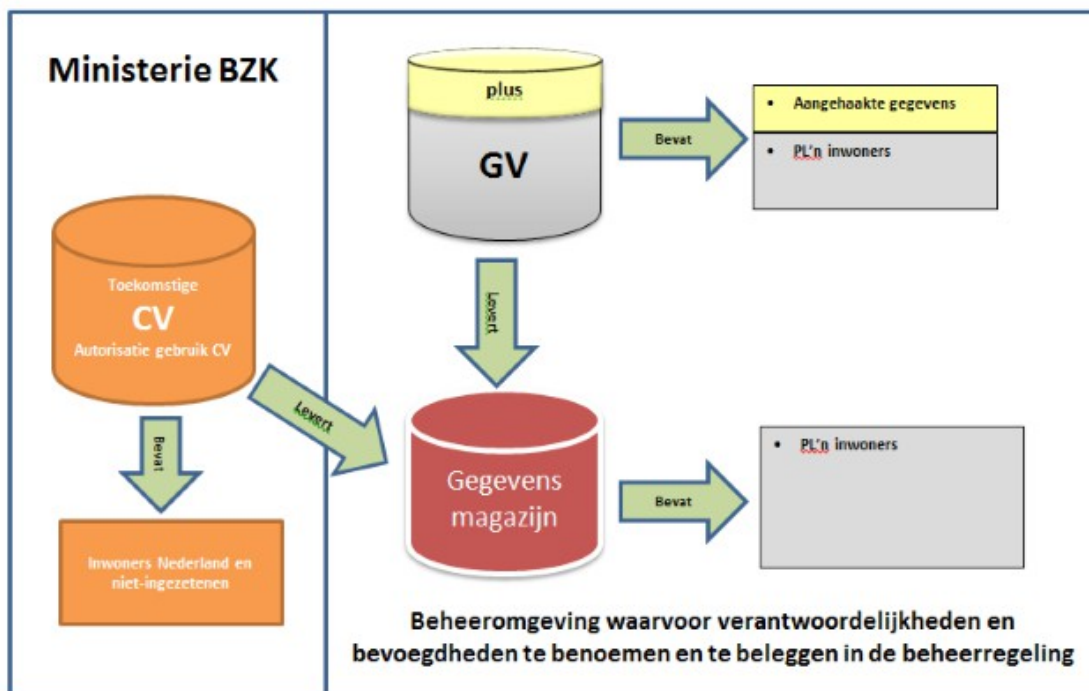 Ministerie BZK
Toekomstige
CV
Autorisatie gebruik CV
Bevat
Levert
Inwoners Nederland en
niet-ingezetenen
plus
GV
Bevat
• Aangehaakte gegevens
• PL'n inwoners
Levert
Gegevens
magazijn
Bevat
• PL'n inwoners
Beheeromgeving waarvoor verantwoordelijkheden en
bevoegdheden te benoemen en te beleggen in de beheerregeling